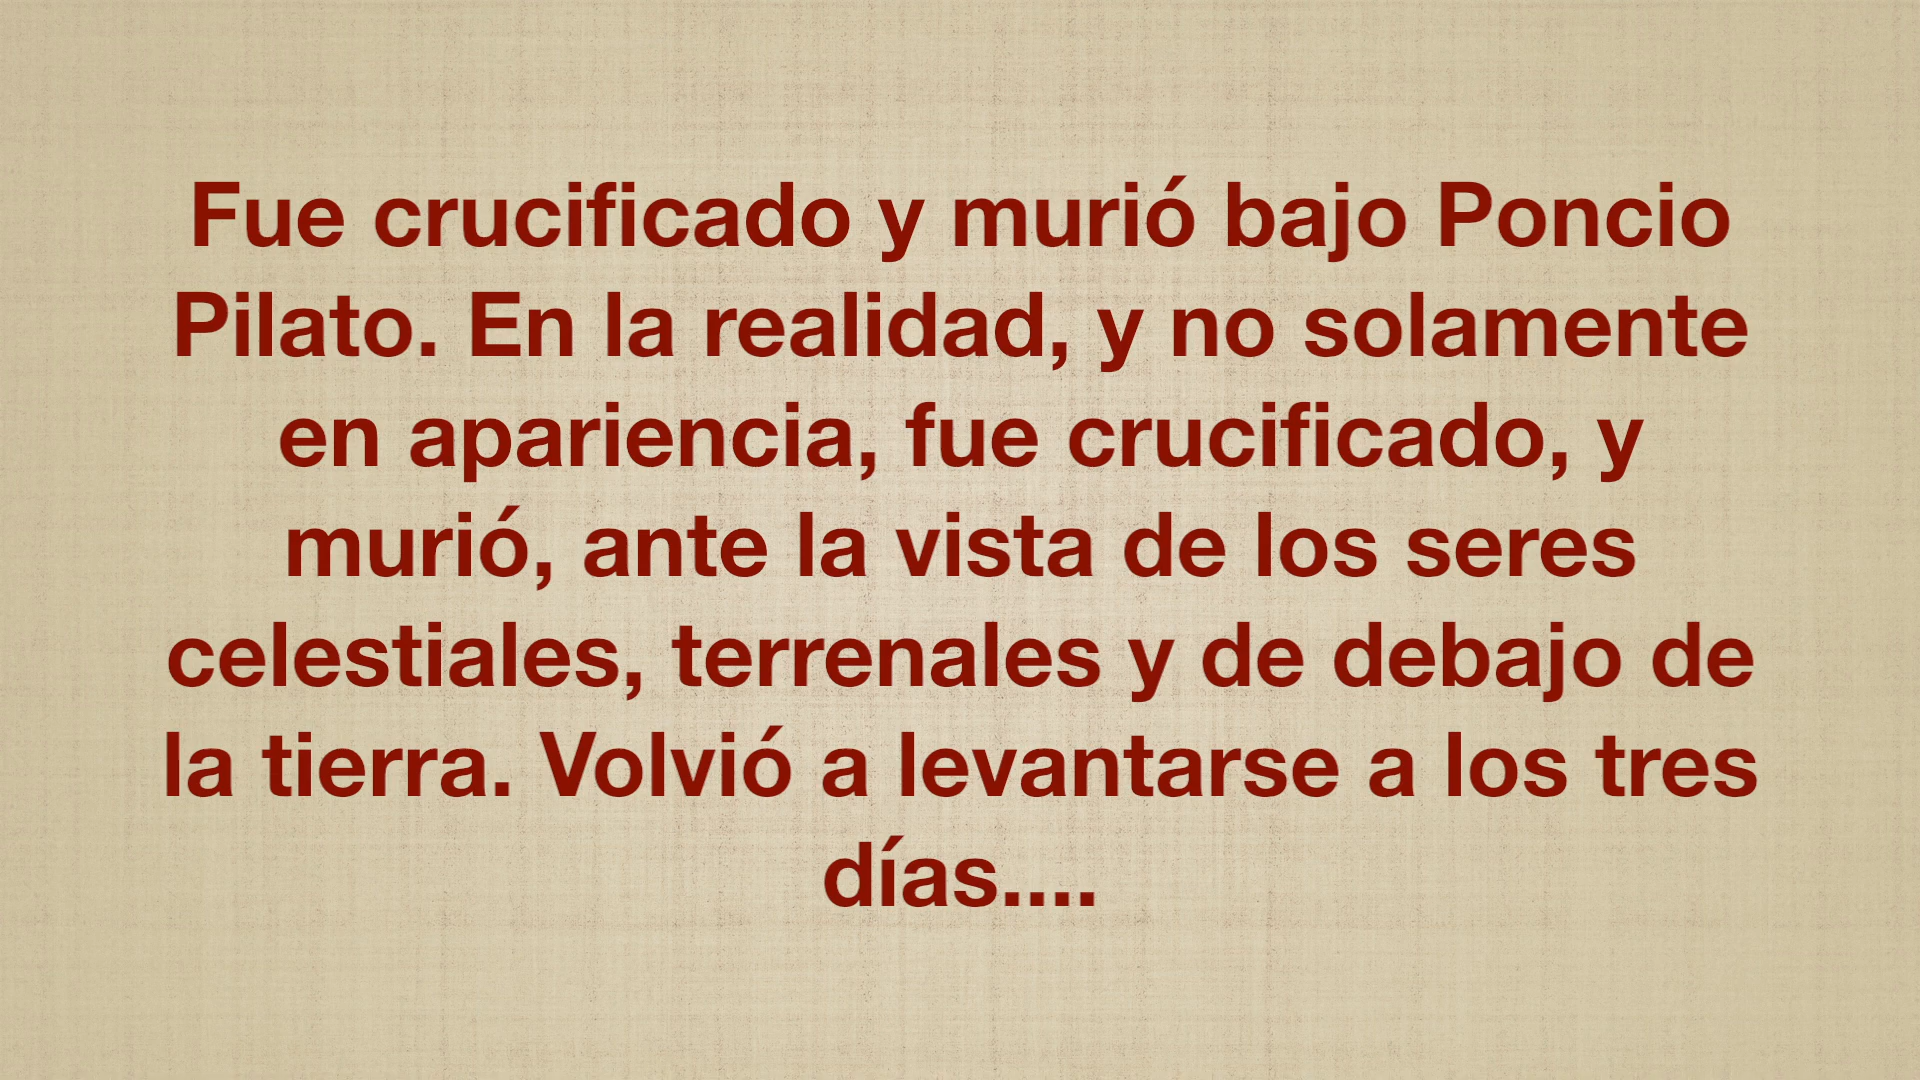 Fue crucificado y murió bajo Poncio
Pilato. En la realidad, y no solamente
en apariencia, fue crucificado, y
murió, ante la vista de los seres
celestiales, terrenales y de debajo de
la tierra. Volvió a levantarse a los tres
días....